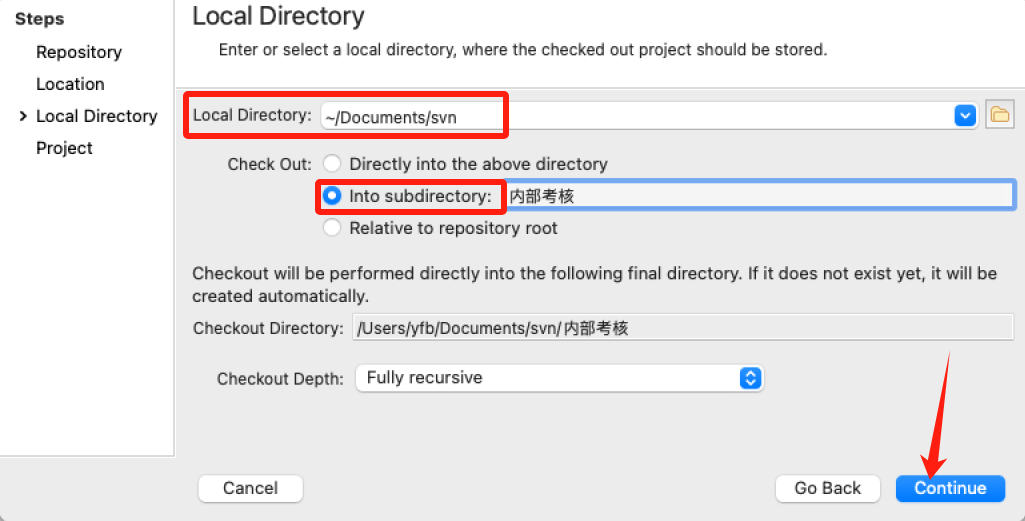 Steps
Repository
Location
Local Directory
Project
Local Directory
Enter or select a local directory, where the checked out project should be stored.
Local Directory: ~/Documents/svn
Check Out: Directly into the above directory
Into subdirectory: 内部考核
Relative to repository root
Checkout will be performed directly into the following final directory. If it does not exist yet, it will be
created automatically.
Checkout Directory: /Users/yfb/Documents/svn/内部考核
Checkout Depth: Fully recursive
Cancel Go Back Continue